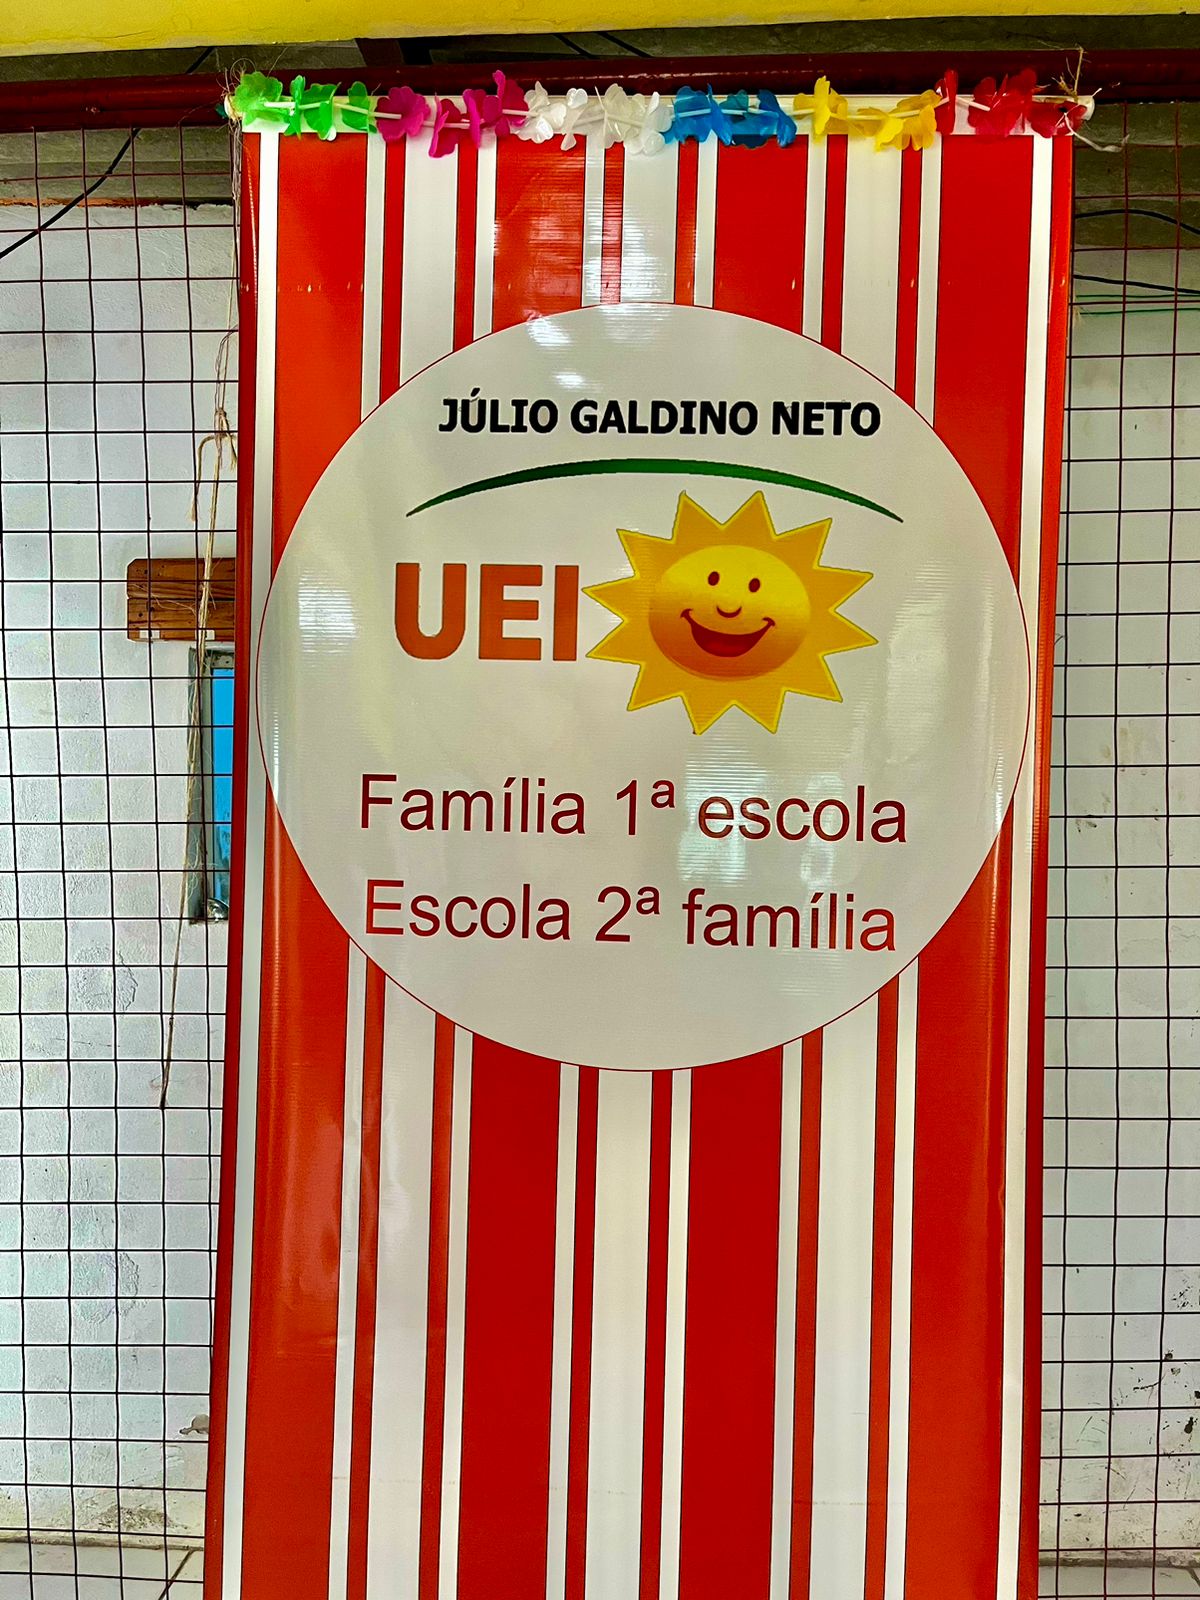 JÚLIO GALDINO NETO
UEI
Família 1ª escola
Escola 2ª família